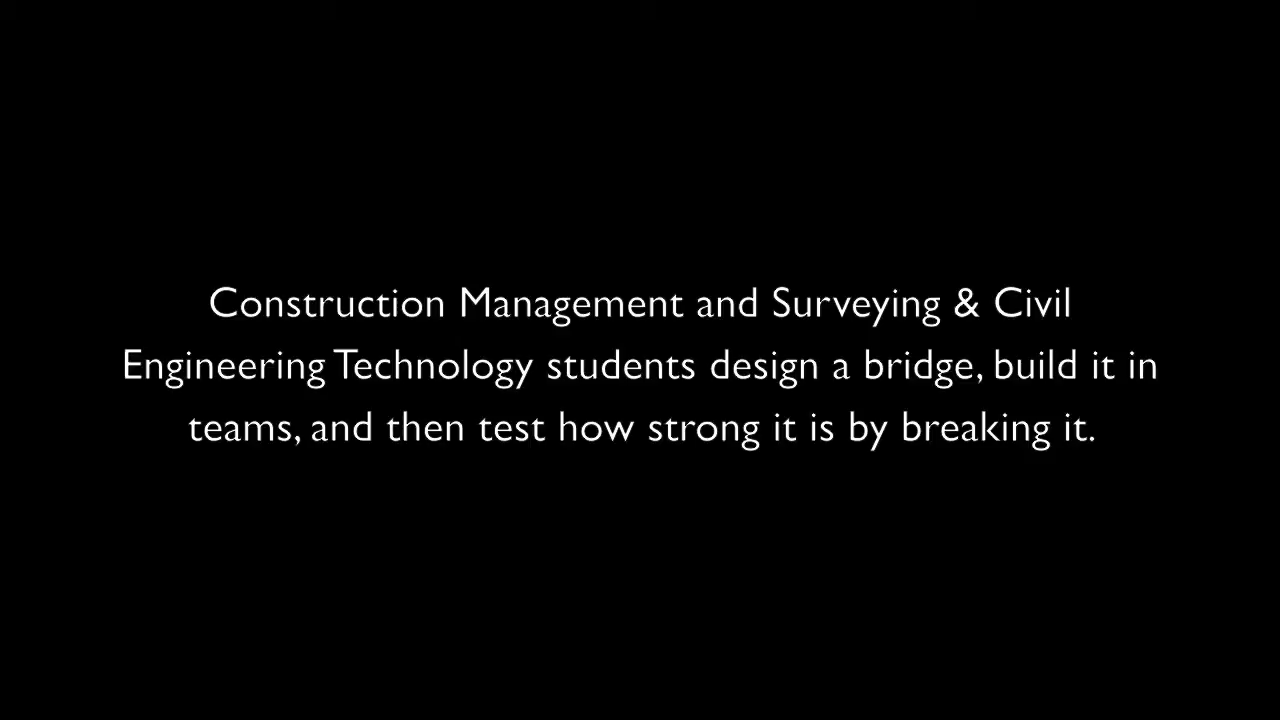 Construction Management and Surveying & Civil
Engineering Technology students design a bridge, build it in
teams, and then test how strong it is by breaking it.